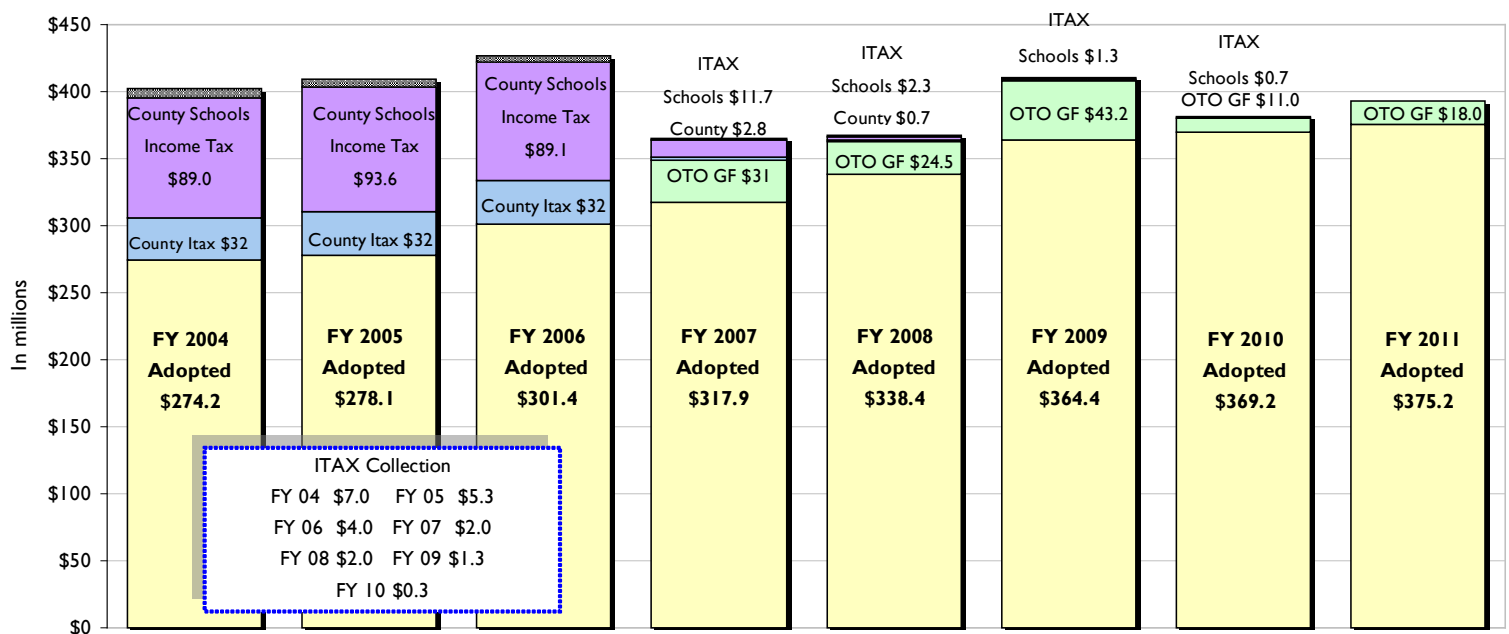 $450
$400
$350
$300
$250
$200
$150
$100
$50
$0
In millions
County Schools
Income Tax
$89.0
County Itax $32
FY 2004
Adopted
$274.2
County Schools
Income Tax
$93.6
County Itax $32
FY 2005
Adopted
$278.1
County Schools
Income Tax
$89.1
County Itax $32
FY 2006
Adopted
$301.4
ITAX
Schools $11.7
County $2.8
OTO GF $31
FY 2007
Adopted
$317.9
ITAX
Schools $2.3
County $0.7
OTO GF $24.5
FY 2008
Adopted
$338.4
ITAX
Schools $1.3
OTO GF $43.2
FY 2009
Adopted
$364.4
ITAX
Schools $0.7
OTO GF $11.0
FY 2010
Adopted
$369.2
OTO GF $18.0
FY 2011
Adopted
$375.2
ITAX Collection
FY 04 $7.0 FY 05 $5.3
FY 06 $4.0 FY 07 $2.0
FY 08 $2.0 FY 09 $1.3
FY 10 $0.3